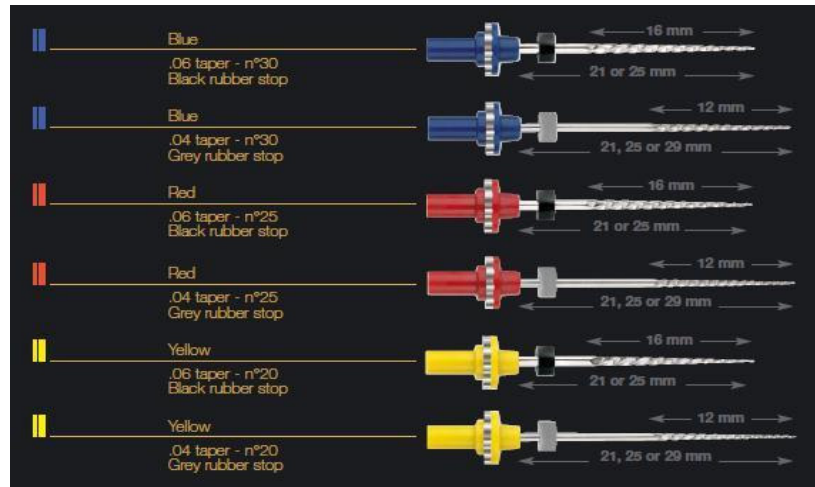 Blue
16 mm
.06 taper - n°30
Black rubber stop
21 or 25 mm
Blue
12 mm
.04 taper - n°30
Grey rubber stop
21, 25 or 29 mm
Red
16 mm
.06 taper - n°25
Black rubber stop
21 or 25 mm
Red
12 mm
.04 taper - n°25
Grey rubber stop
21, 25 or 29 mm
Yellow
16 mm
.06 taper - n°20
Black rubber stop
21 or 25 mm
Yellow
12 mm
.04 taper - n°20
Grey rubber stop
21, 25 or 29 mm